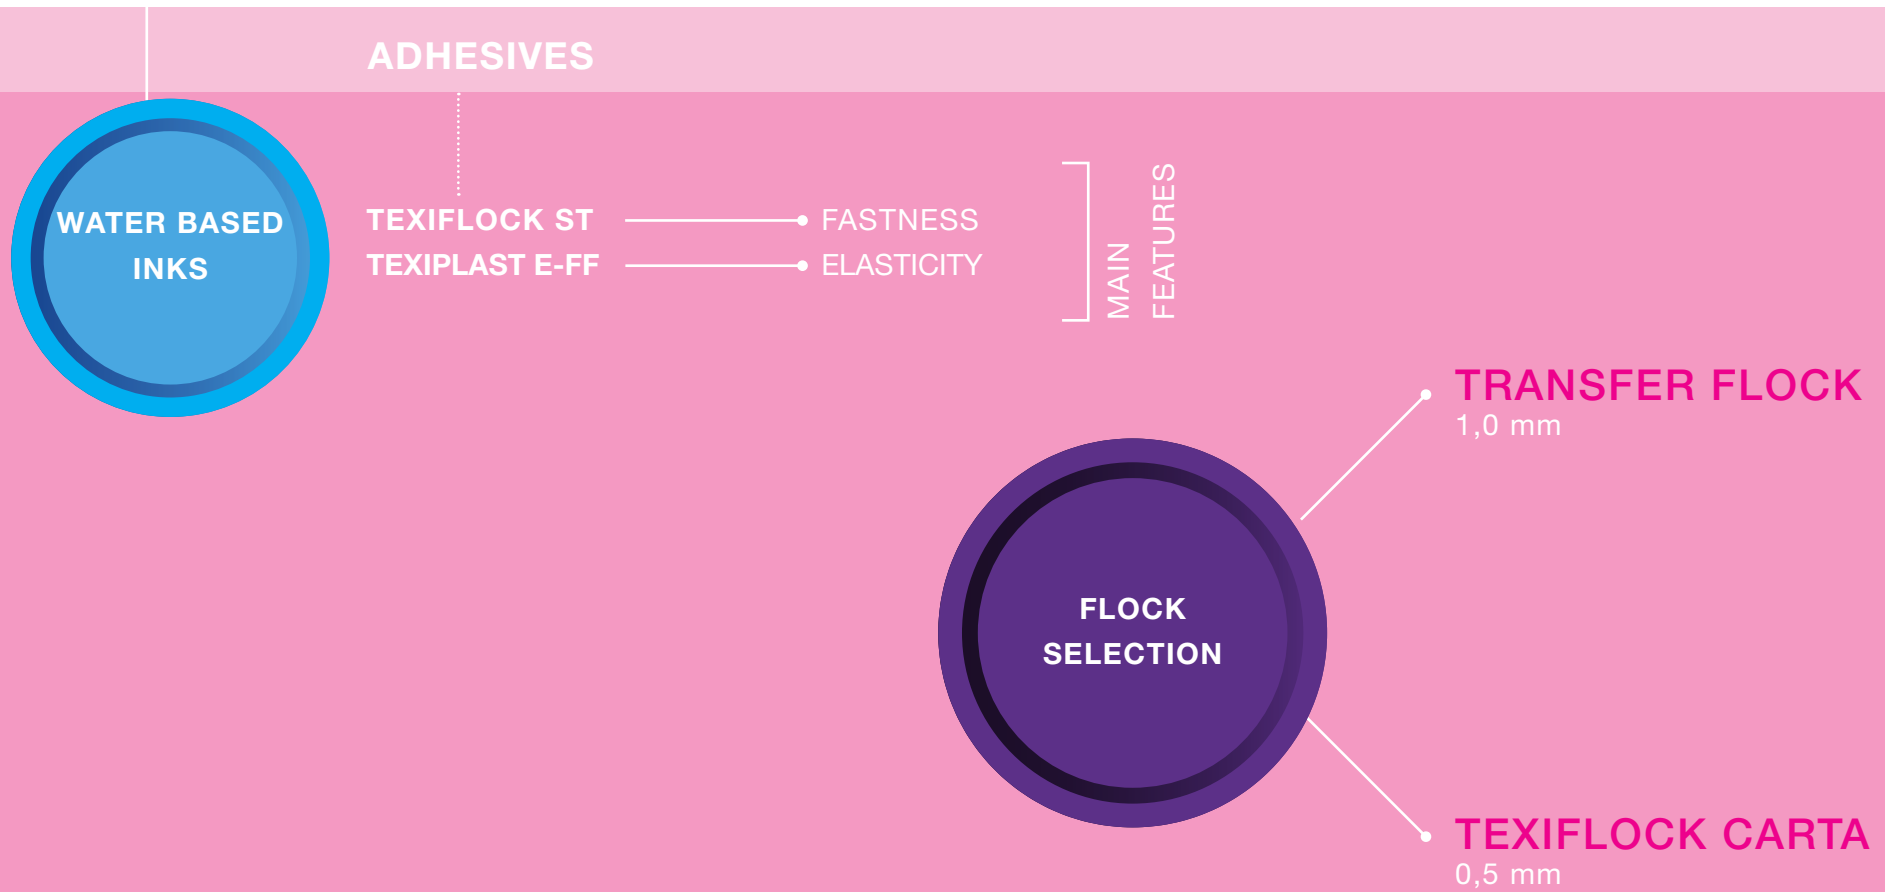 ADHESIVES
WATER BASED
INKS
TEXIFLOCK ST
FASTNESS
TEXIPLAST E-FF
ELASTICITY
MAIN
FEATURES
TRANSFER FLOCK
1,0 mm
FLOCK
SELECTION
TEXIFLOCK CARTA
0,5 mm